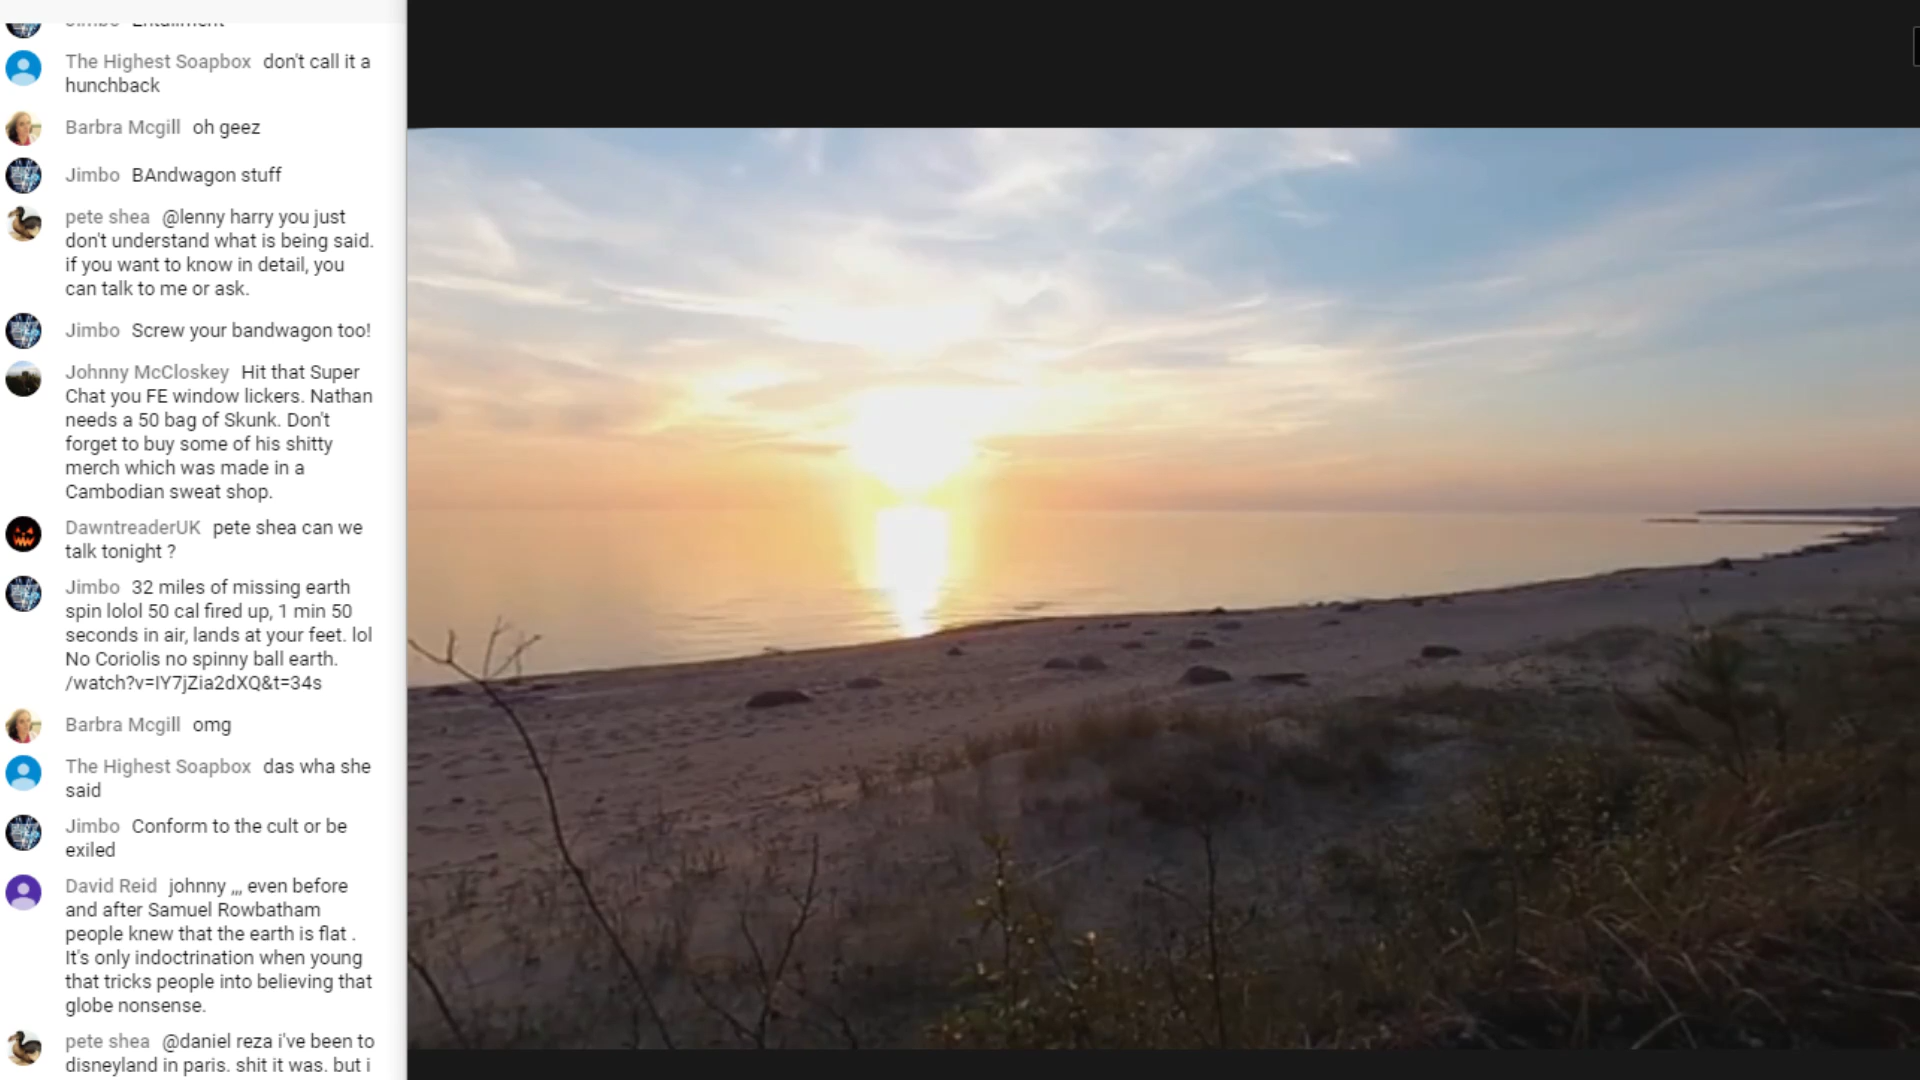 Jimbo Entaillment
The Highest Soapbox don't call it a
hunchback
Barbra Mcgill oh geez
Jimbo BAndwagon stuff
pete shea @lenny harry you just
don't understand what is being said.
if you want to know in detail, you
can talk to me or ask.
Jimbo Screw your bandwagon too!
Johnny McCloskey Hit that Super
Chat you FE window lickers. Nathan
needs a 50 bag of Skunk. Don't
forget to buy some of his shitty
merch which was made in a
Cambodian sweat shop.
DawntreaderUK pete shea can we
talk tonight ?
Jimbo 32 miles of missing earth
spin lolol 50 cal fired up, 1 min 50
seconds in air, lands at your feet. lol
No Coriolis no spinny ball earth.
/watch?v=IY7jZia2dXQ&t=34s
Barbra Mcgill omg
The Highest Soapbox das wha she
said
Jimbo Conform to the cult or be
exiled
David Reid johnny ,,, even before
and after Samuel Rowbatham
people knew that the earth is flat .
It's only indoctrination when young
that tricks people into believing that
globe nonsense.
pete shea @daniel reza i've been to
disneyland in paris. shit it was. but i